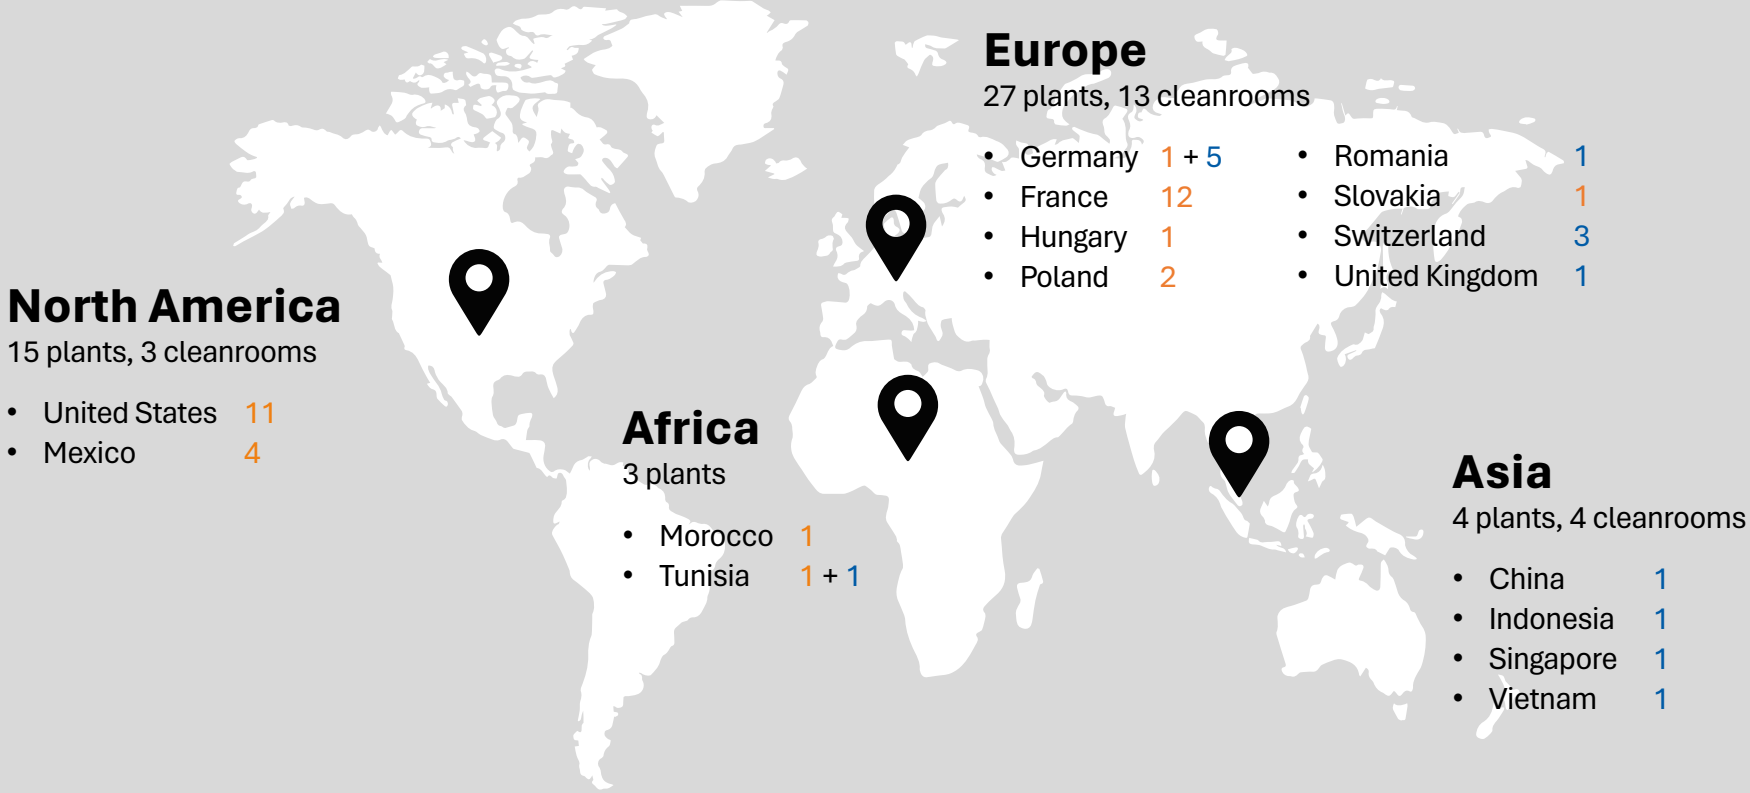 Europe
27 plants, 13 cleanrooms
• Germany 1 + 5
• France 12
• Hungary 1
• Poland 2
• Romania 1
• Slovakia 1
• Switzerland 3
• United Kingdom 1
North America
15 plants, 3 cleanrooms
• United States 11
• Mexico 4
Africa
3 plants
• Morocco 1
• Tunisia 1 + 1
Asia
4 plants, 4 cleanrooms
• China 1
• Indonesia 1
• Singapore 1
• Vietnam 1